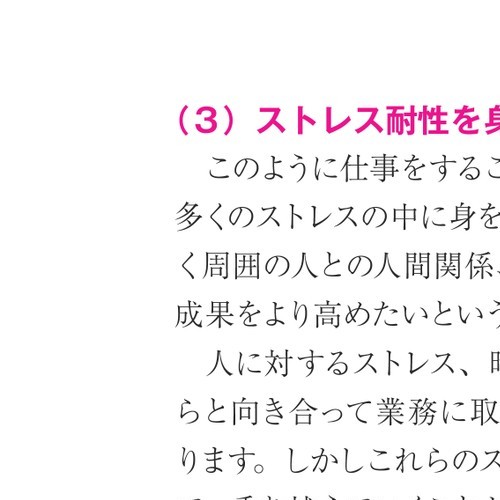 （3）ストレス耐性を
このように仕事をする
多くのストレスの中に身を
く周囲の人との人間関係、
成果をより高めたいという
人に対するストレス、
らと向き合って業務に取
ります。しかしこれらのス